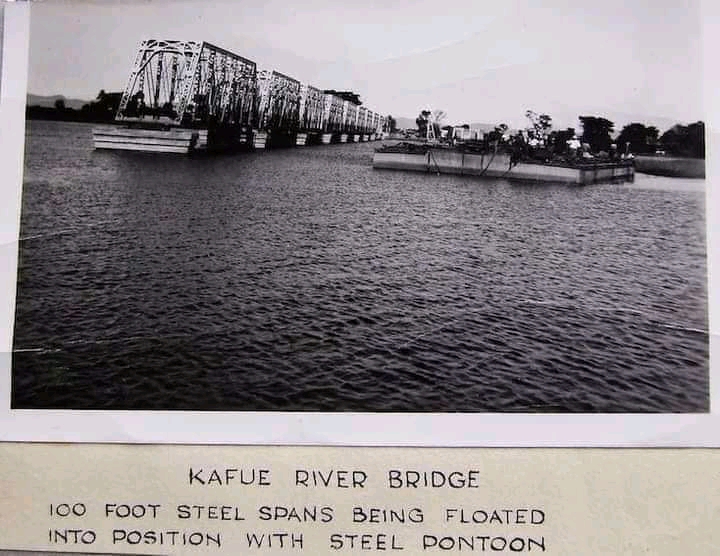 KAFUE RIVER BRIDGE
100 FOOT STEEL SPANS BEING FLOATED
INTO POSITION WITH STEEL PONTOON